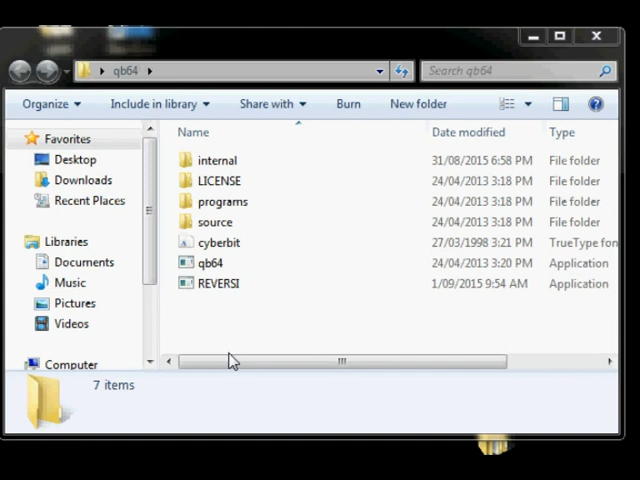 qb64
Search qb64
Organize Include in library Share with Burn New folder
Name Date modified Type
Favorites
Desktop
Downloads
Recent Places
Libraries
Documents
Music
Pictures
Videos
Computer
internal 31/08/2015 6:58 PM File folder
LICENSE 24/04/2013 3:18 PM File folder
programs 24/04/2013 3:18 PM File folder
source 24/04/2013 3:18 PM File folder
cyberbit 27/03/1998 3:21 PM TrueType fon
qb64 24/04/2013 3:20 PM Application
REVERSI 1/09/2015 9:54 AM Application
7 items